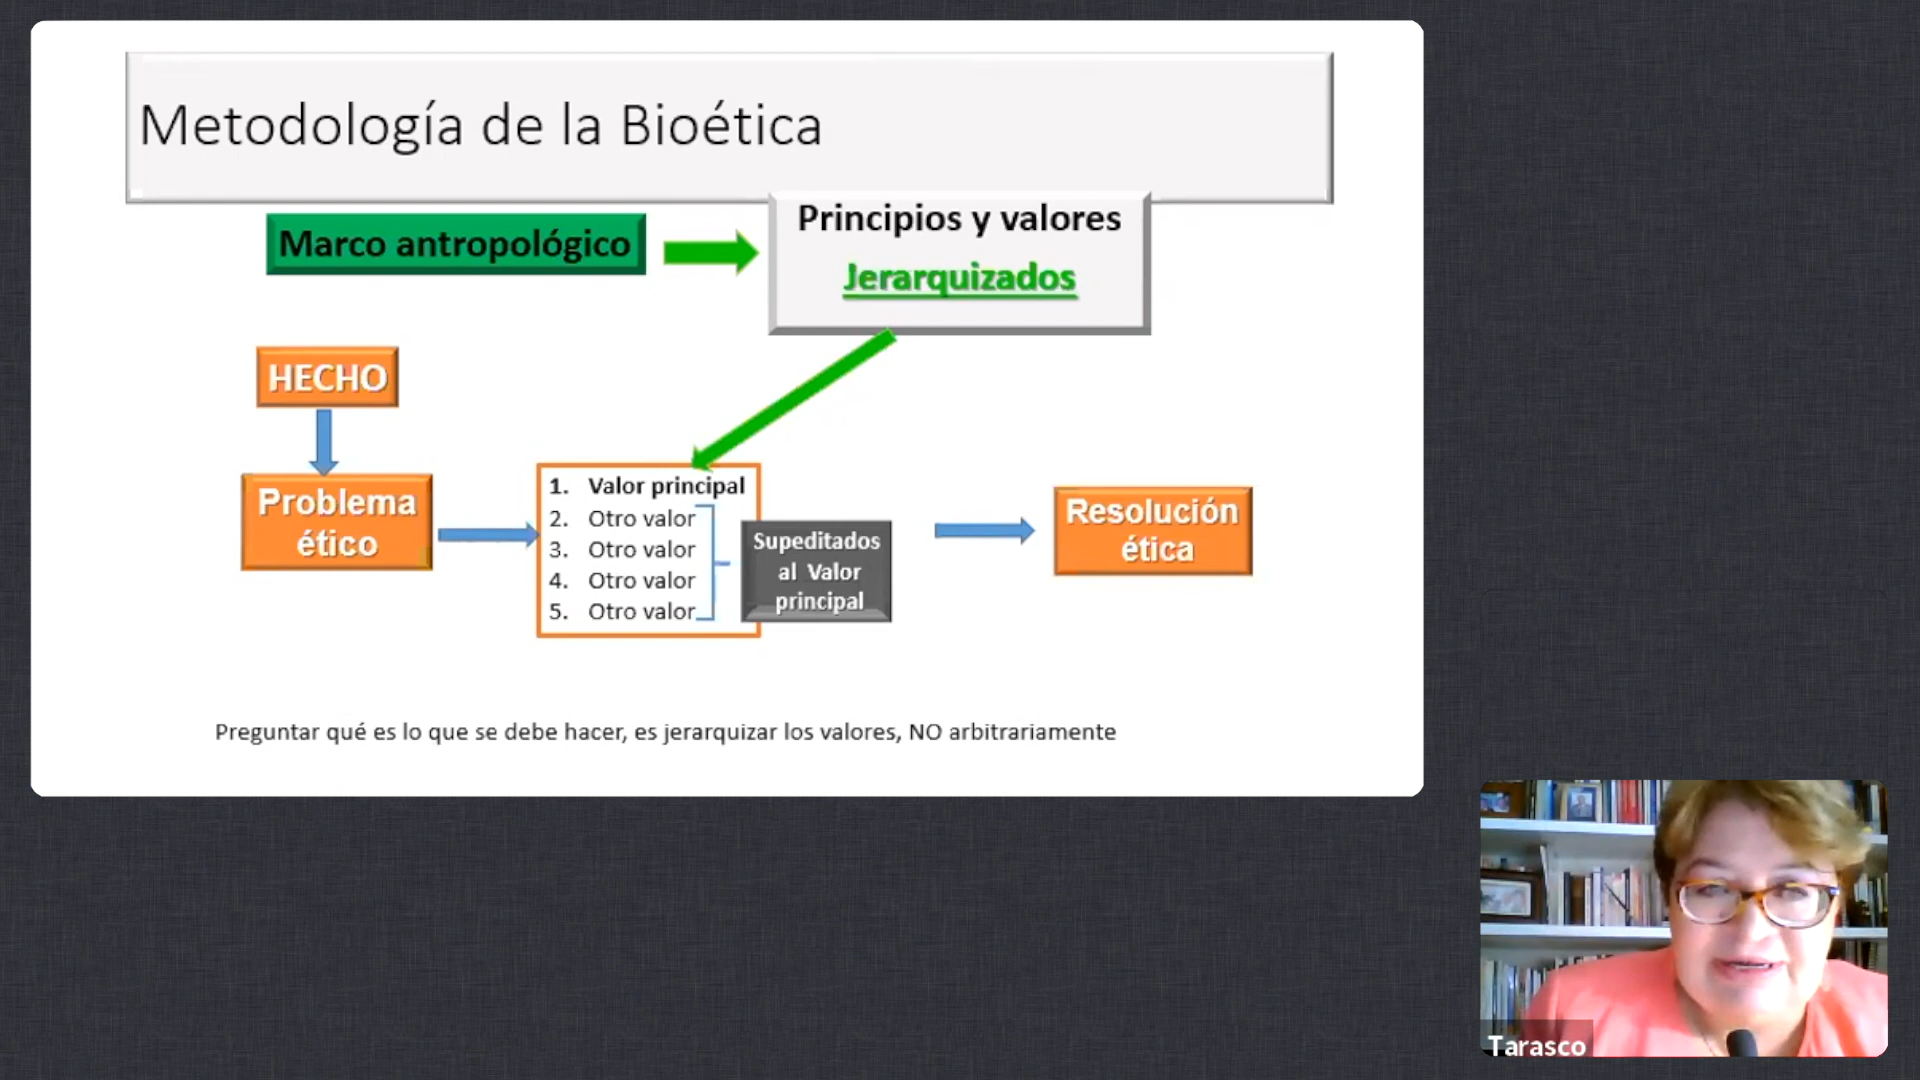 Metodología de la Bioética
Marco antropológico
Principios y valores
Jerarquizados
HECHO
Problema
ético
1. Valor principal
2. Otro valor
3. Otro valor
4. Otro valor
5. Otro valor
Supeditados
al Valor
principal
Resolución
ética
Preguntar qué es lo que se debe hacer, es jerarquizar los valores, NO arbitrariamente
Tarasco